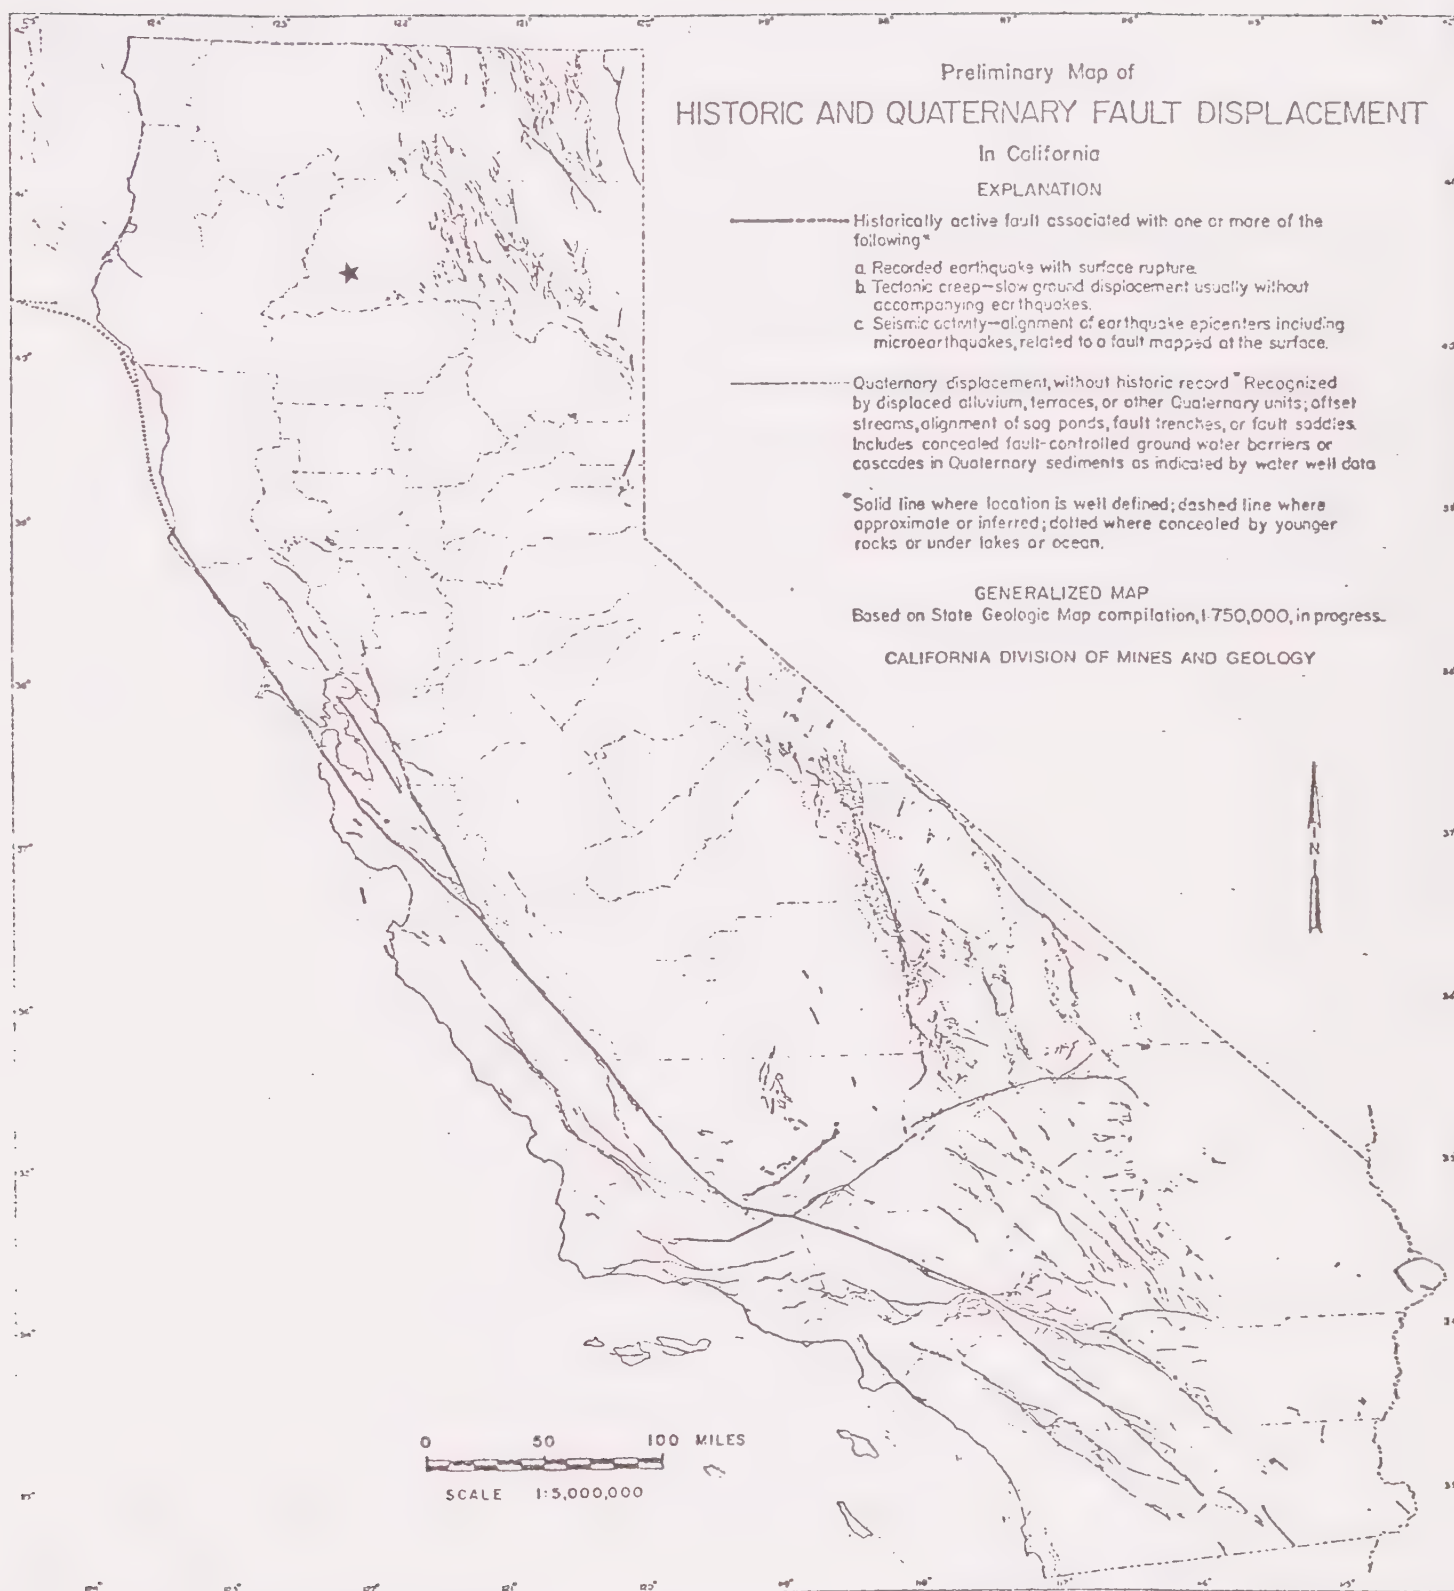 Preliminary Map of
HISTORIC AND QUATERNARY FAULT DISPLACEMENT
In California
EXPLANATION
Historically active fault associated with one or more of the
following*
a. Recorded earthquake with surface rupture.
b. Tectonic creep—slow ground displacement usually without
accompanying earthquakes.
c. Seismic activity—alignment of earthquake epicenters including
microearthquakes, related to a fault mapped at the surface.
Quaternary displacement, without historic record.* Recognized
by displaced alluvium, terraces, or other Quaternary units; offset
streams, alignment of sag ponds, fault trenches, or fault saddles.
Includes concealed fault-controlled ground water barriers or
cascades in Quaternary sediments as indicated by water well data
*Solid line where location is well defined; dashed line where
approximate or inferred; dotted where concealed by younger
rocks or under lakes or ocean.
GENERALIZED MAP
Based on State Geologic Map compilation, 1:750,000, in progress.
CALIFORNIA DIVISION OF MINES AND GEOLOGY
N
0 50 100 MILES
SCALE 1:5,000,000